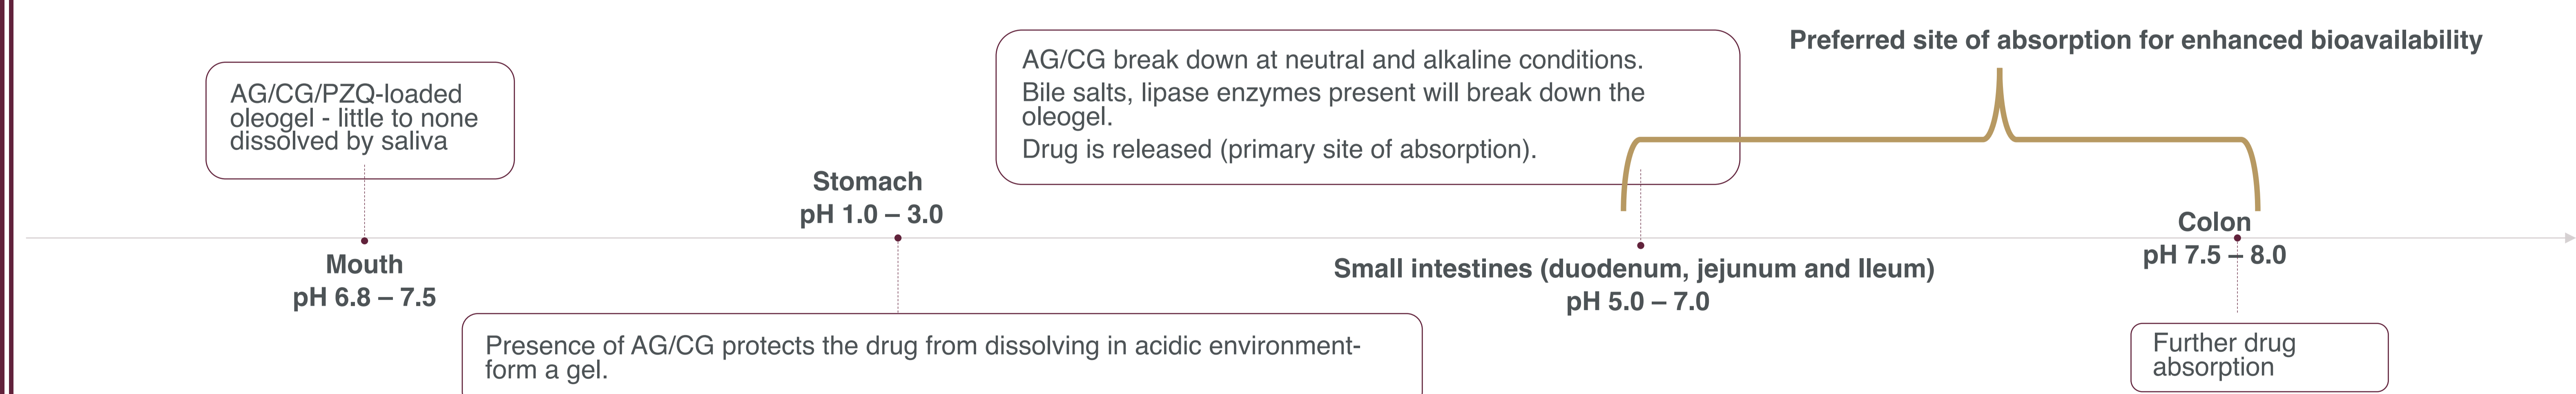 Preferred site of absorption for enhanced bioavailability
AG/CG/PZQ-loaded
oleogel - little to none
dissolved by saliva
AG/CG break down at neutral and alkaline conditions.
Bile salts, lipase enzymes present will break down the
oleogel.
Drug is released (primary site of absorption).
Stomach
pH 1.0 – 3.0
Colon
pH 7.5 – 8.0
Mouth
pH 6.8 – 7.5
Small intestines (duodenum, jejunum and Ileum)
pH 5.0 – 7.0
Presence of AG/CG protects the drug from dissolving in acidic environment-
form a gel.
Further drug
absorption